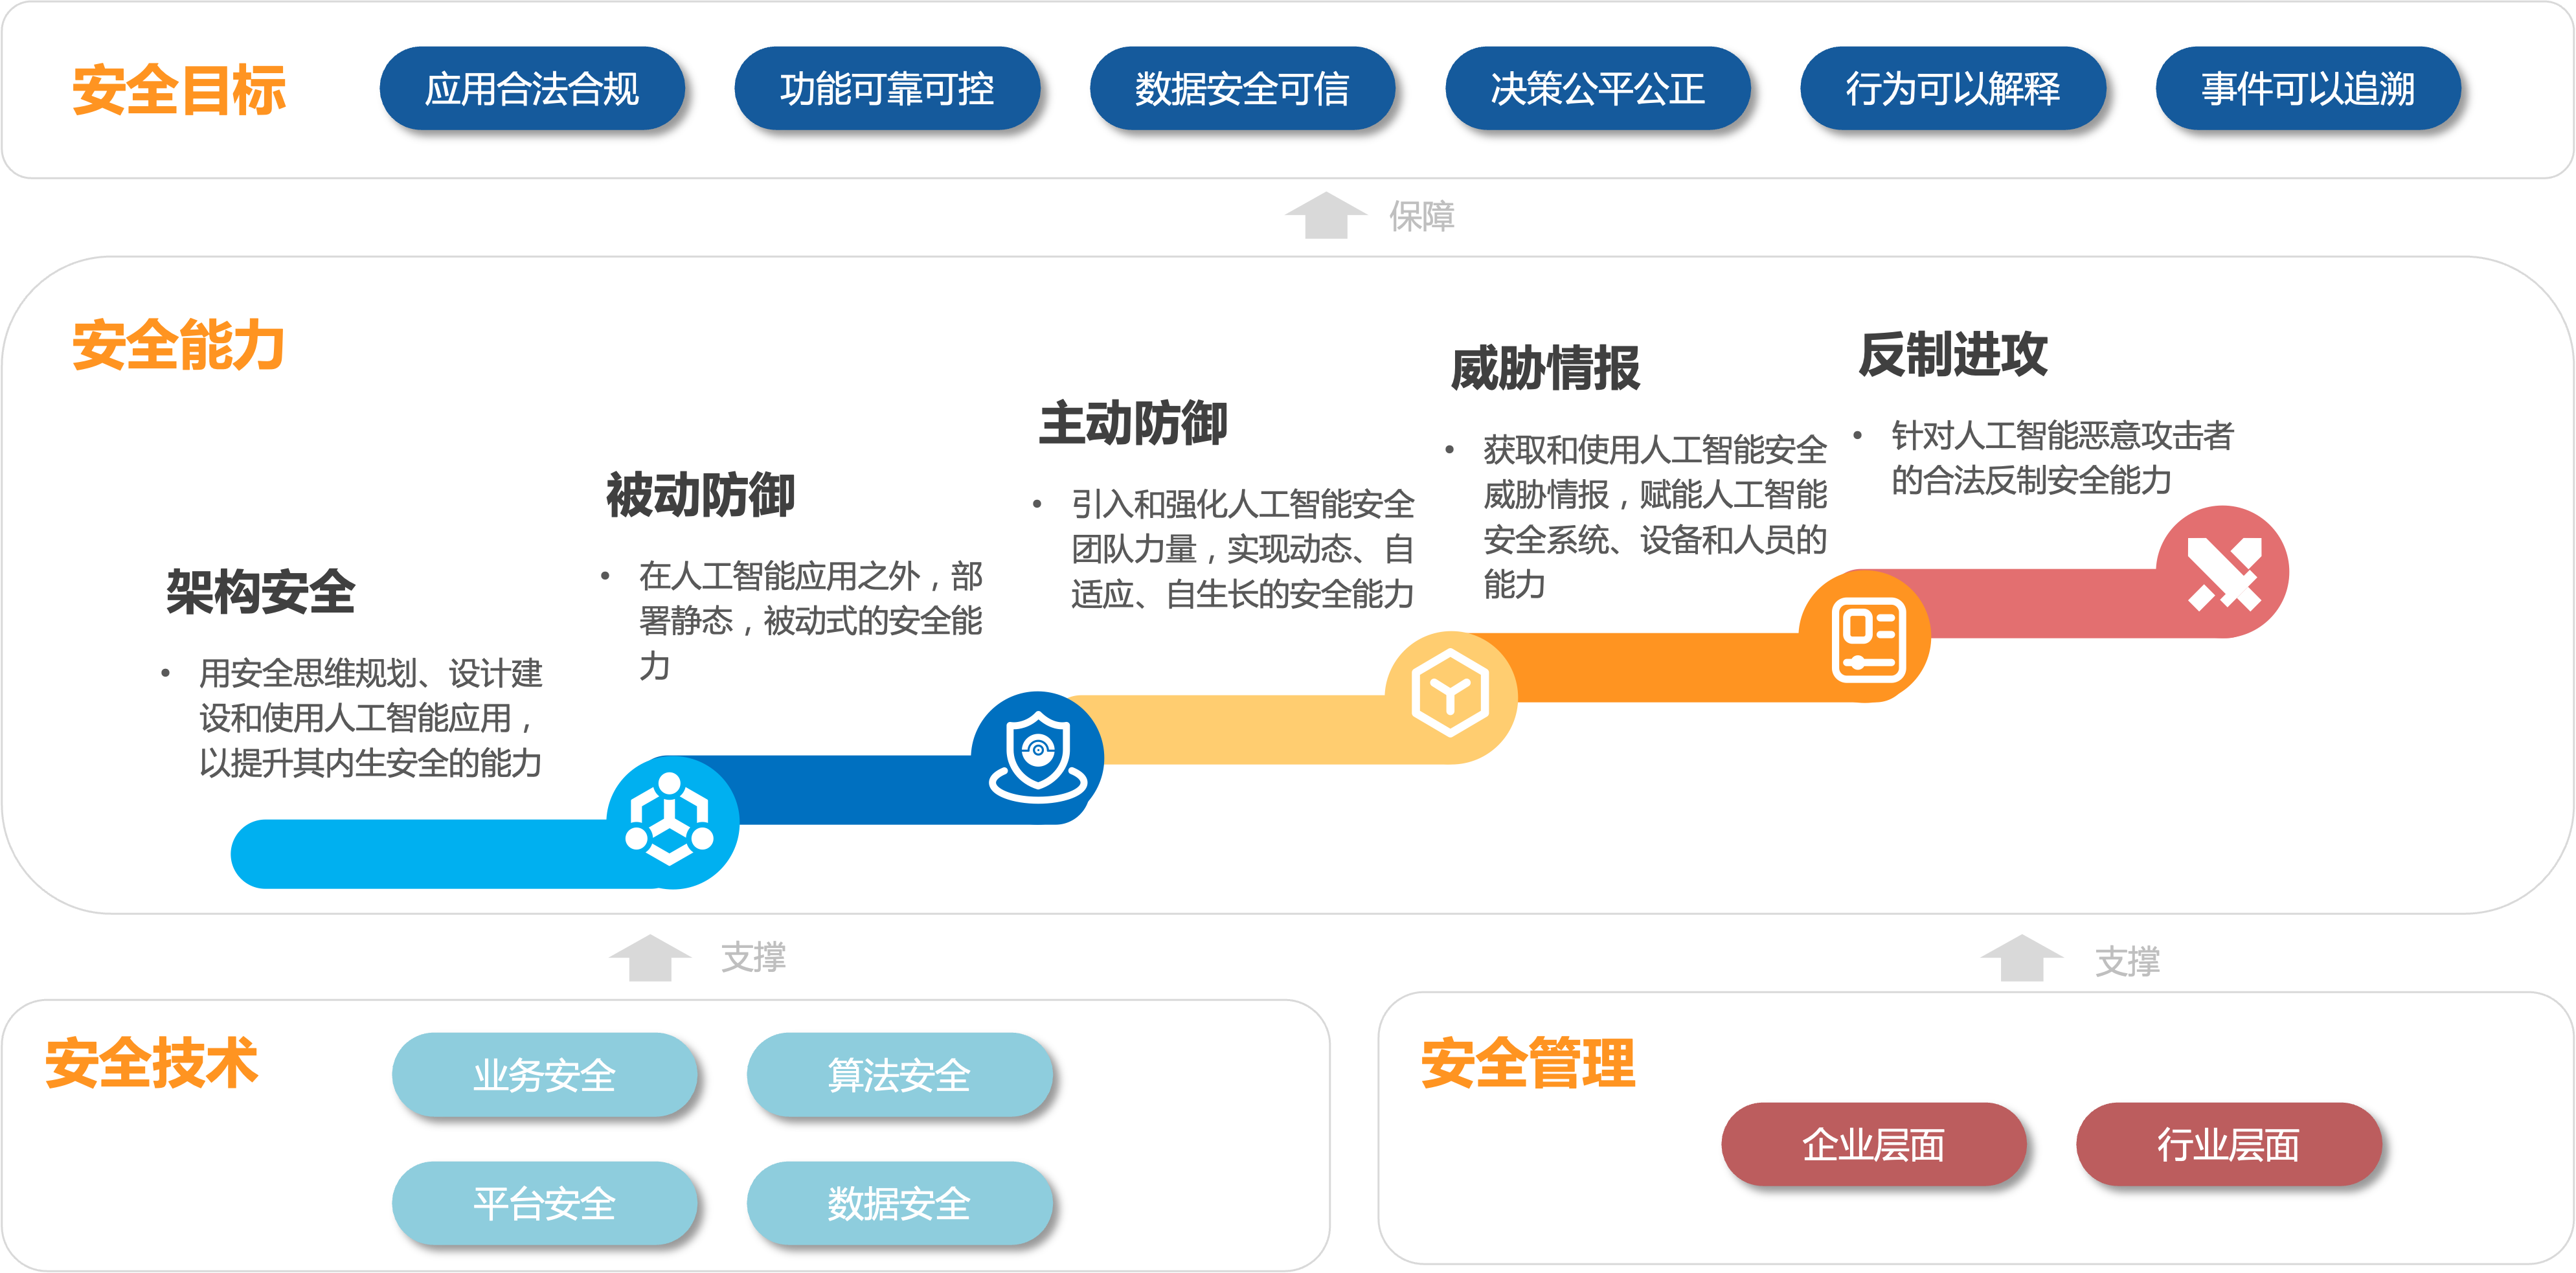 安全目标
应用合法合规
功能可靠可控
数据安全可信
决策公平公正
行为可以解释
事件可以追溯
保障
安全能力
架构安全
• 用安全思维规划、设计建
设和使用人工智能应用，
以提升其内生安全的能力
被动防御
• 在人工智能应用之外，部
署静态，被动式的安全能
力
主动防御
• 引入和强化人工智能安全
团队力量，实现动态、自
适应、自生长的安全能力
威胁情报
• 获取和使用人工智能安全
威胁情报，赋能人工智能
安全系统、设备和人员的
能力
反制进攻
• 针对人工智能恶意攻击者
的合法反制安全能力
支撑
支撑
安全技术
业务安全
算法安全
平台安全
数据安全
安全管理
企业层面
行业层面